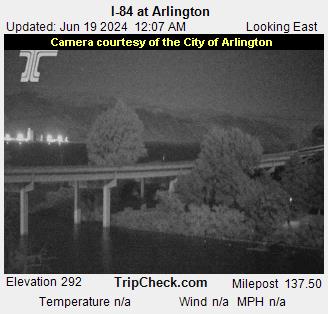 I-84 at Arlington
Updated: Jun 19 2024 12:07 AM Looking East
Camera courtesy of the City of Arlington
Elevation 292 TripCheck.com Milepost 137.50
Temperature n/a Wind n/a MPH n/a